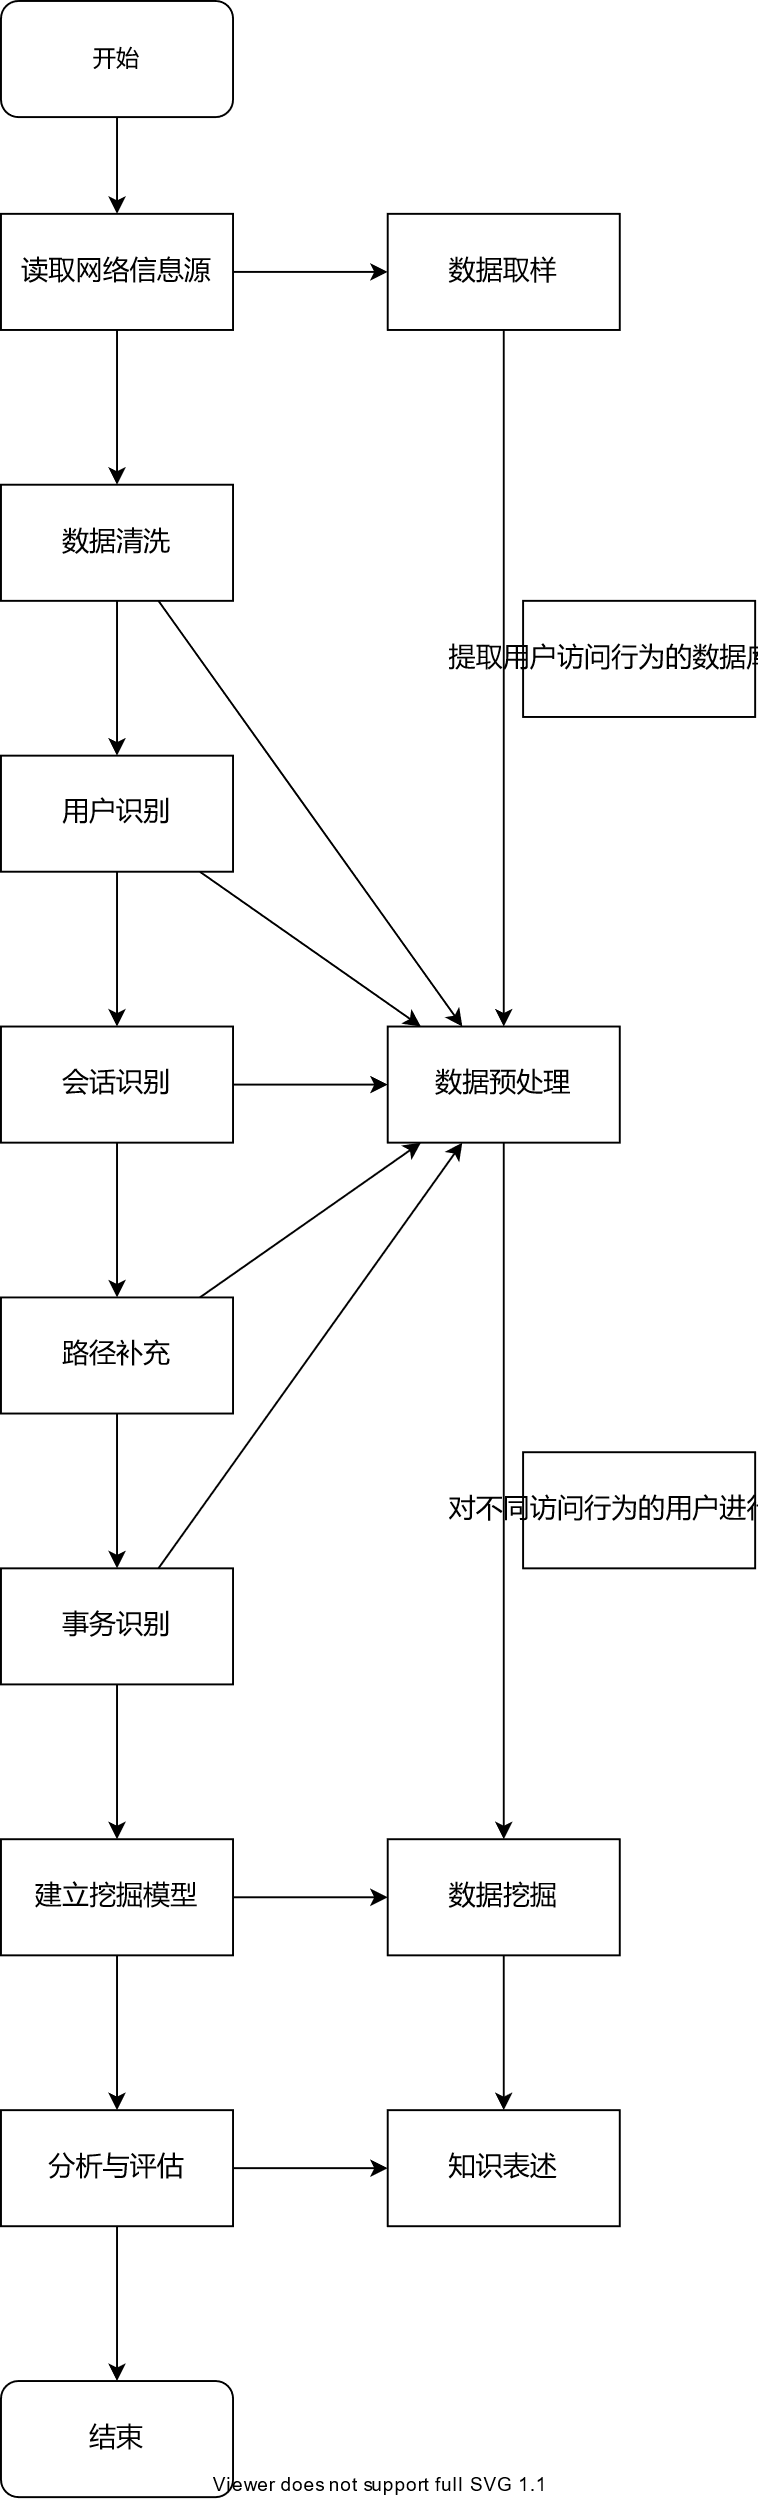 开始
读取网络信息源
数据取样
数据清洗
提取用户访问行为的数据库
用户识别
会话识别
数据预处理
路径补充
对不同访问行为的用户进行
事务识别
建立挖掘模型
数据挖掘
分析与评估
知识表述
结束
Viewer does not support full SVG 1.1